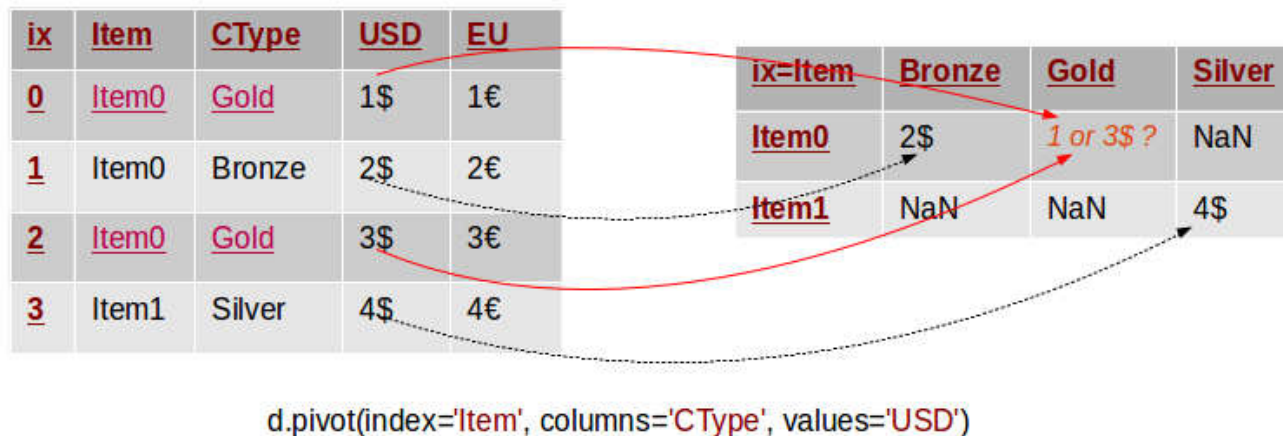 ix Item CType USD EU
0 Item0 Gold 1$ 1€
1 Item0 Bronze 2$ 2€
2 Item0 Gold 3$ 3€
3 Item1 Silver 4$ 4€
ix=Item Bronze Gold Silver
Item0 2$ 1 or 3$ ? NaN
Item1 NaN NaN 4$
d.pivot(index='Item', columns='CType', values='USD')